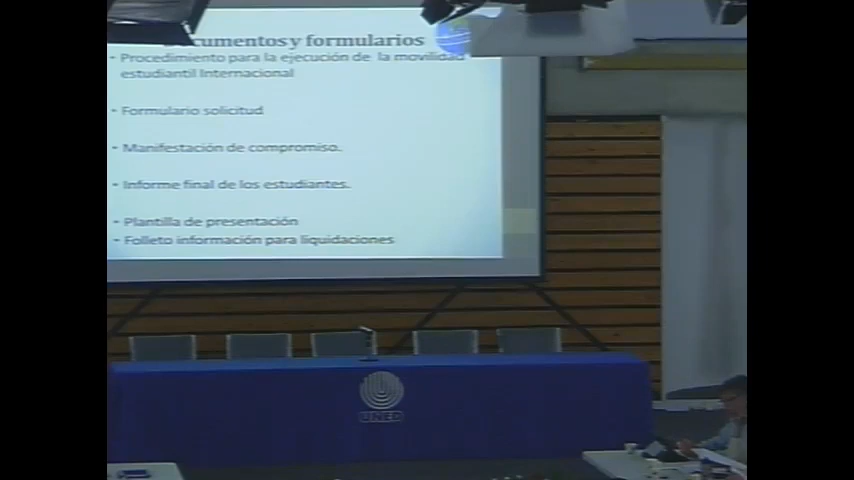 cumentos y formularios
- Procedimiento para la ejecución de la movilidad
estudiantil Internacional
- Formulario solicitud
- Manifestación de compromiso.
- Informe final de los estudiantes.
- Plantilla de presentación
- Folleto información para liquidaciones
UNED